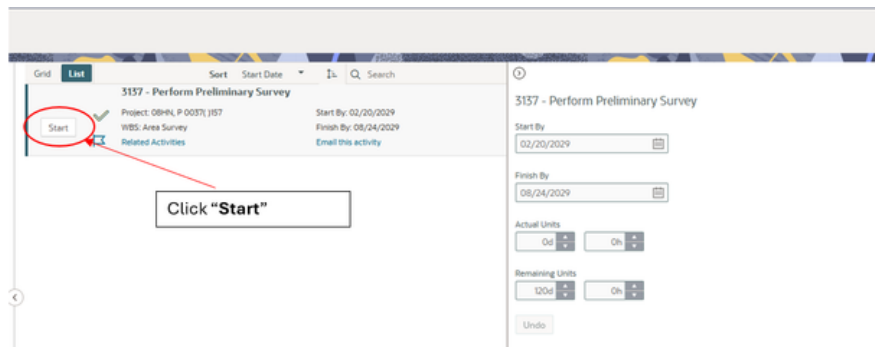 Grid List Sort Start Date Search
3137 - Perform Preliminary Survey
Project: 08HN, P 0037( )157 Start By: 02/20/2029
Start
WBS: Area Survey Finish By: 08/24/2029
Related Activities Email this activity
Click “Start”
3137 - Perform Preliminary Survey
Start By
02/20/2029
Finish By
08/24/2029
Actual Units
0d 0h
Remaining Units
120d 0h
Undo